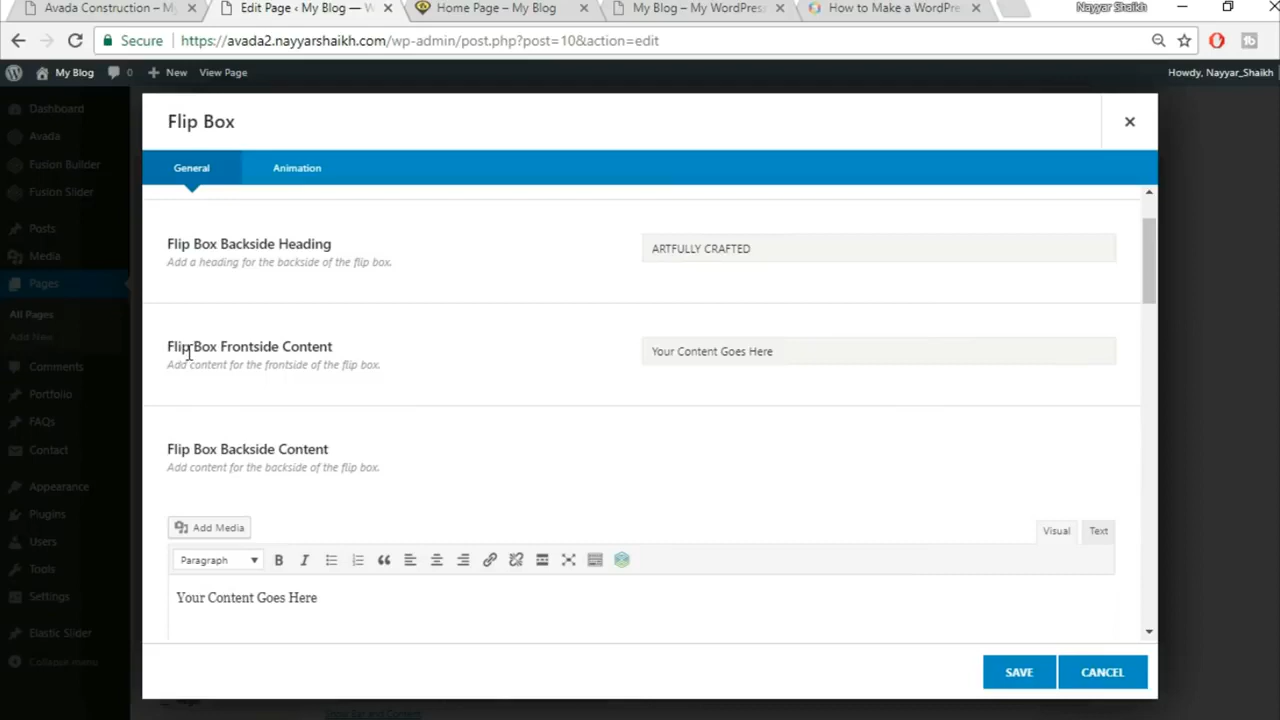 Avada Construction – My
Edit Page ‹ My Blog — W
Home Page – My Blog
My Blog – My WordPress
How to Make a WordPre
Nayyar Shaikh
Secure
https://avada2.nayyarshaikh.com/wp-admin/post.php?post=10&action=edit
My Blog
0
New
View Page
Howdy, Nayyar_Shaikh
Dashboard
Avada
Fusion Builder
Fusion Slider
Posts
Media
Pages
All Pages
Add New
Comments
Portfolio
FAQs
Contact
Appearance
Plugins
Users
Tools
Settings
Elastic Slider
Collapse menu
Flip Box
General
Animation
Flip Box Backside Heading
Add a heading for the backside of the flip box.
ARTFULLY CRAFTED
Flip Box Frontside Content
Add content for the frontside of the flip box.
Your Content Goes Here
Flip Box Backside Content
Add content for the backside of the flip box.
Add Media
Visual
Text
Paragraph
B
I
Your Content Goes Here
SAVE
CANCEL